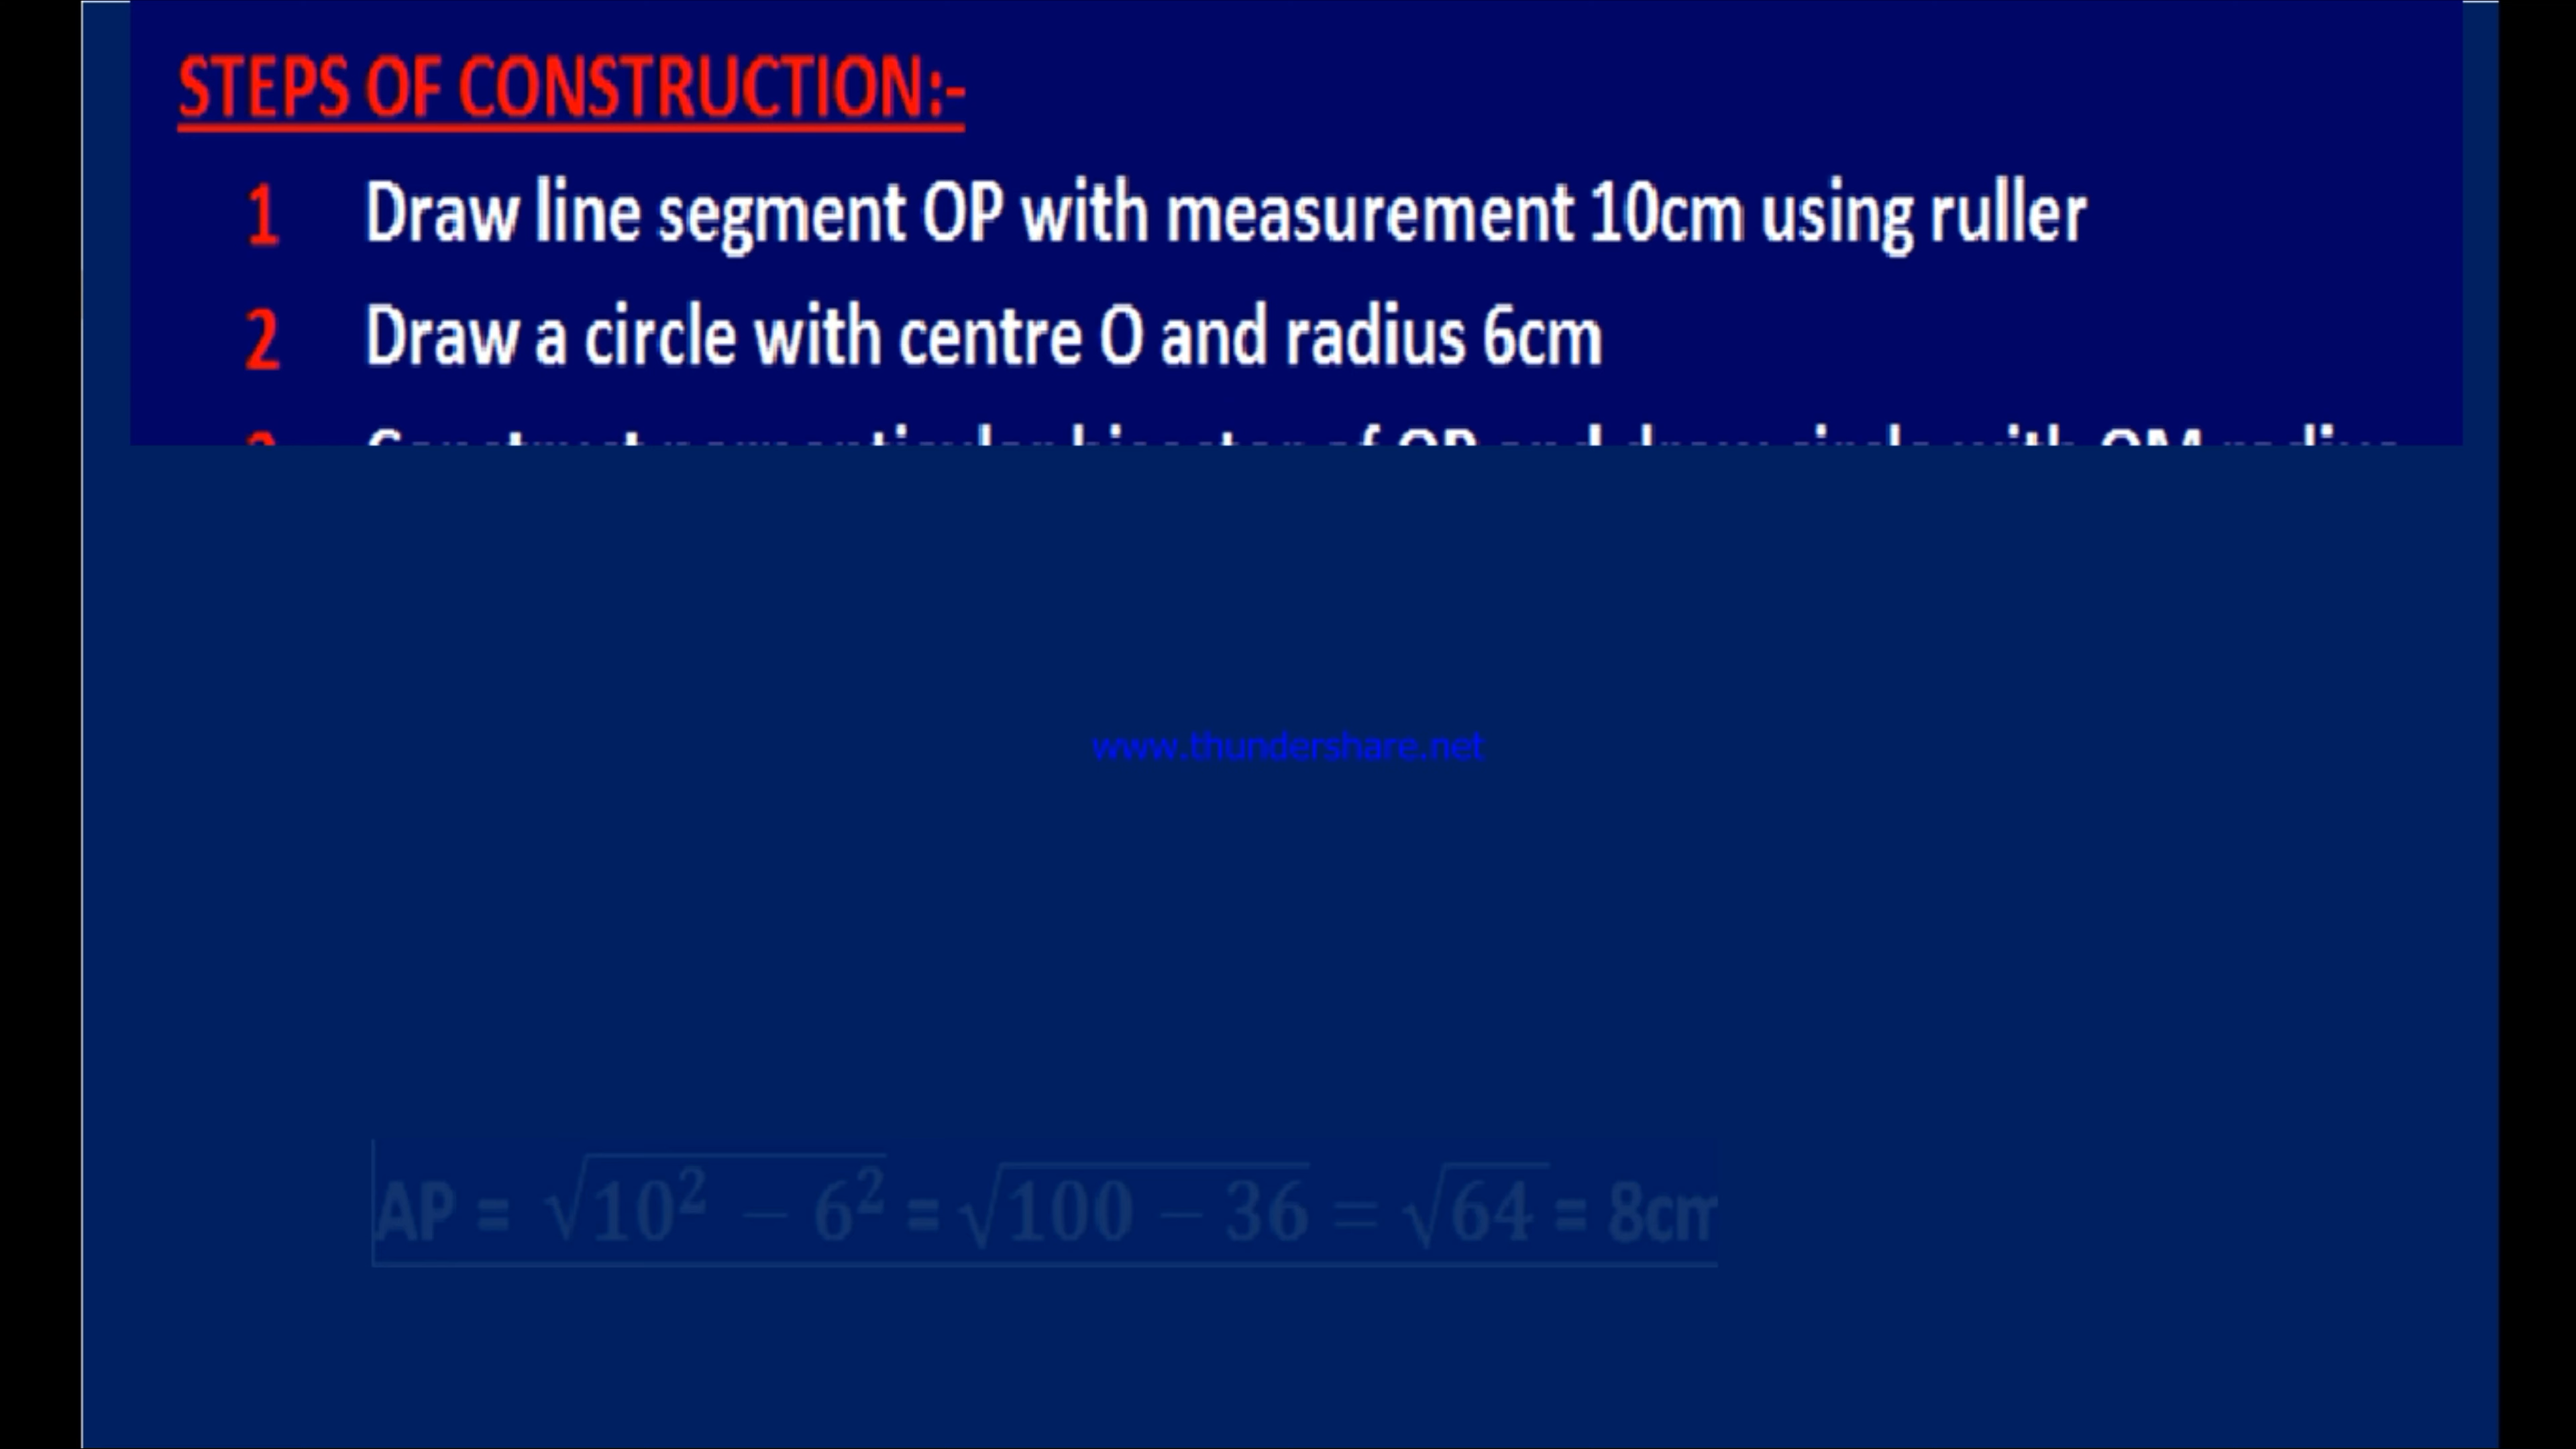 STEPS OF CONSTRUCTION:-
1 Draw line segment OP with measurement 10cm using ruller
2 Draw a circle with centre O and radius 6cm
www.thundershare.net
AP = √10² − 6² = √100 − 36 = √64 = 8cm